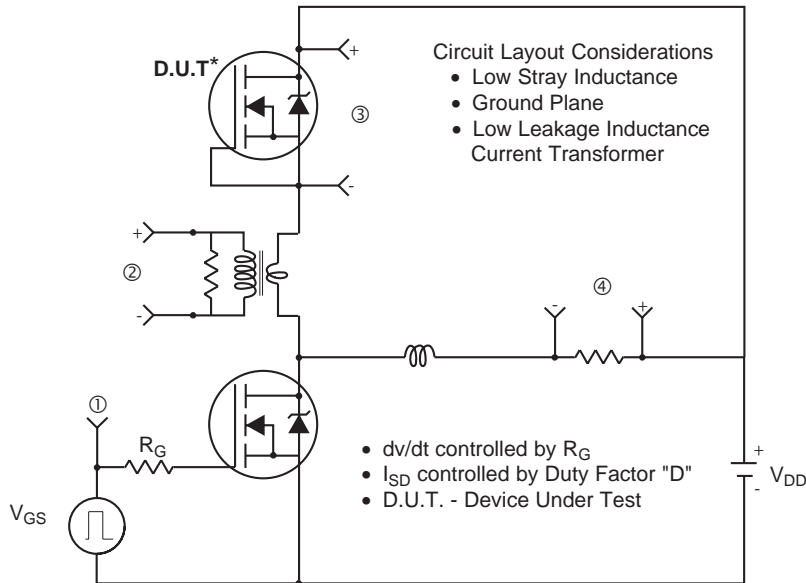 D.U.T*
+
Circuit Layout Considerations
• Low Stray Inductance
• Ground Plane
• Low Leakage Inductance
Current Transformer
③
-
+
②
-
④
-
+
①
R_G
V_GS
• dv/dt controlled by R_G
• I_SD controlled by Duty Factor "D"
• D.U.T. - Device Under Test
+
V_DD
-